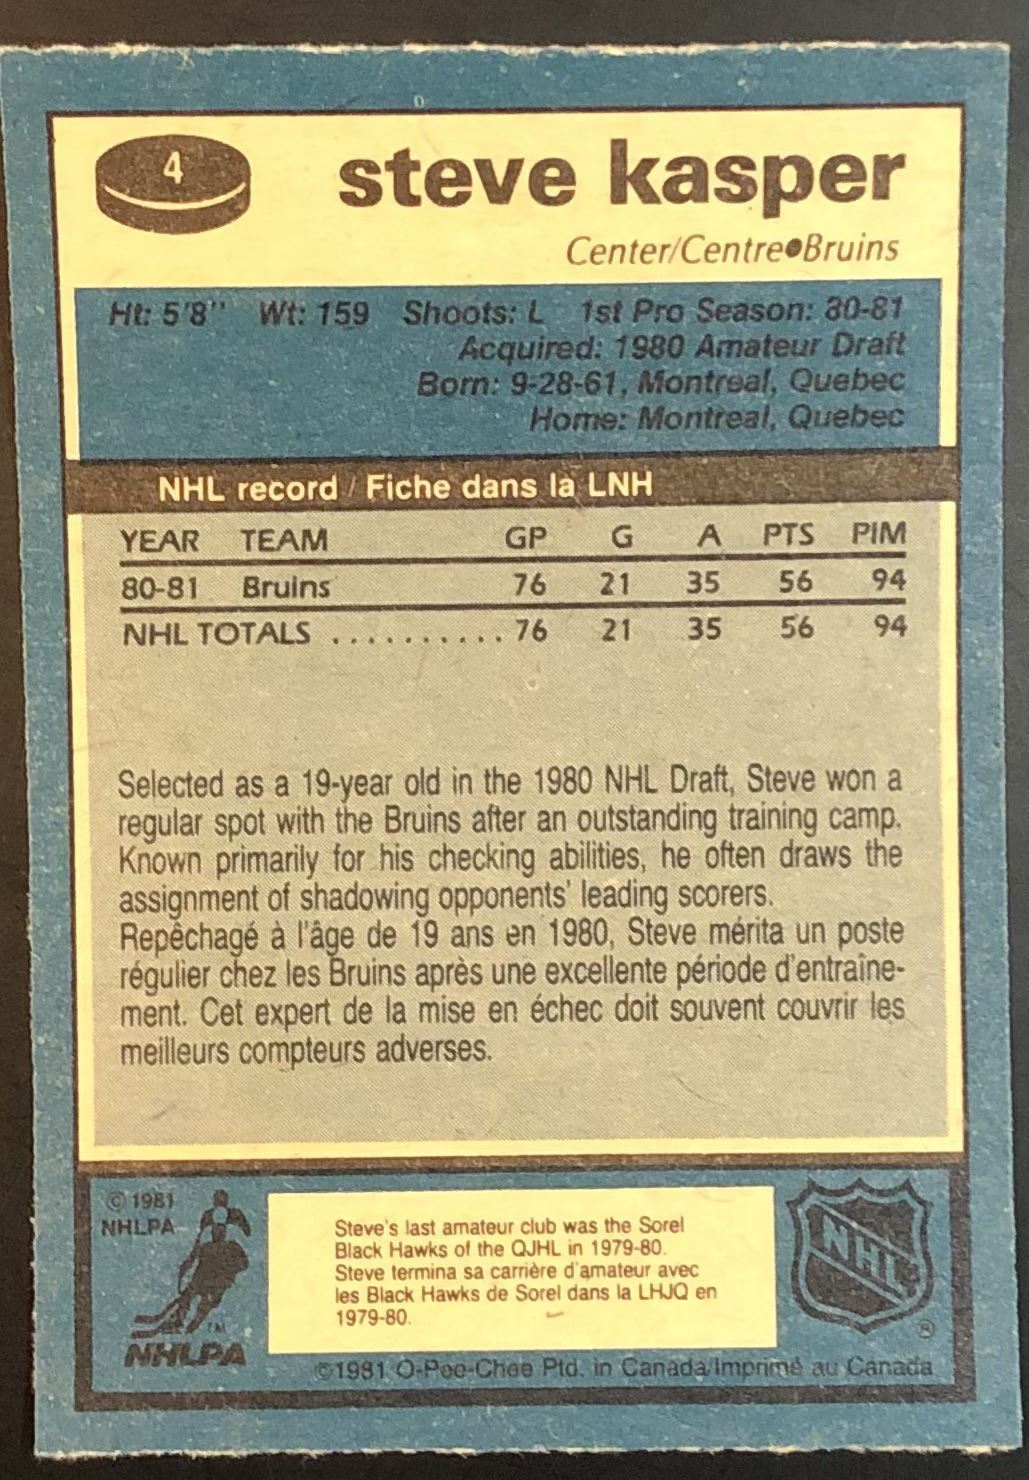 4
steve kasper
Center/Centre●Bruins
Ht: 5'8" Wt: 159 Shoots: L 1st Pro Season: 80-81
Acquired: 1980 Amateur Draft
Born: 9-28-61, Montreal, Quebec
Home: Montreal, Quebec
NHL record / Fiche dans la LNH
YEAR TEAM GP G A PTS PIM
80-81 Bruins 76 21 35 56 94
NHL TOTALS .......... 76 21 35 56 94
Selected as a 19-year old in the 1980 NHL Draft, Steve won a
regular spot with the Bruins after an outstanding training camp.
Known primarily for his checking abilities, he often draws the
assignment of shadowing opponents' leading scorers.
Repêchagé à l'âge de 19 ans en 1980, Steve mérita un poste
régulier chez les Bruins après une excellente période d'entraîne-
ment. Cet expert de la mise en échec doit souvent couvrir les
meilleurs compteurs adverses.
© 1981
NHLPA
TM
NHLPA
Steve's last amateur club was the Sorel
Black Hawks of the QJHL in 1979-80.
Steve termina sa carrière d'amateur avec
les Black Hawks de Sorel dans la LHJQ en
1979-80.
NHL
®
©1981 O-Pee-Chee Ptd. in Canada/Imprimé au Canada